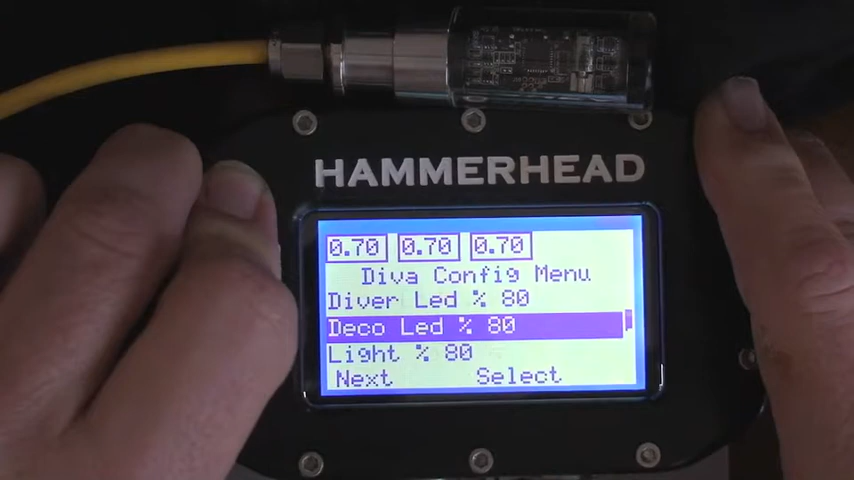 HAMMERHEAD
0.70 0.70 0.70
Diva Config Menu
Diver Led % 80
Deco Led % 80
Light % 80
Next Select